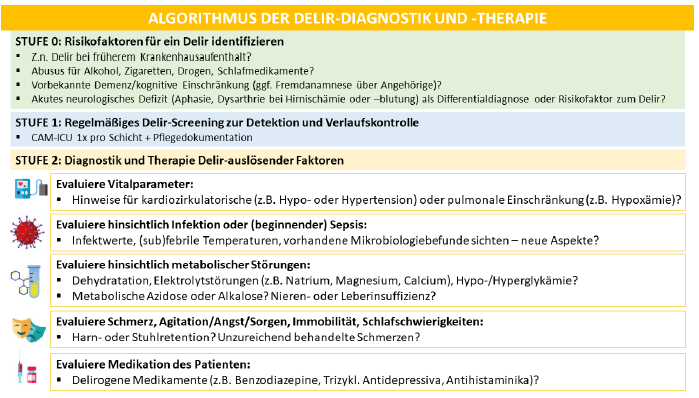 ALGORITHMUS DER DELIR-DIAGNOSTIK UND -THERAPIE
STUFE 0: Risikofaktoren für ein Delir identifizieren
▪ Z.n. Delir bei früherem Krankenhausaufenthalt?
▪ Abusus für Alkohol, Zigaretten, Drogen, Schlafmedikamente?
▪ Vorbekannte Demenz/kognitive Einschränkung (ggf. Fremdanamnese über Angehörige)?
▪ Akutes neurologisches Defizit (Aphasie, Dysarthrie bei Hirnischämie oder –blutung) als Differentialdiagnose oder Risikofaktor zum Delir?
STUFE 1: Regelmäßiges Delir-Screening zur Detektion und Verlaufskontrolle
▪ CAM-ICU 1x pro Schicht + Pflegedokumentation
STUFE 2: Diagnostik und Therapie Delir-auslösender Faktoren
Evaluiere Vitalparameter:
▪ Hinweise für kardiozirkulatorische (z.B. Hypo- oder Hypertension) oder pulmonale Einschränkung (z.B. Hypoxämie)?
Evaluiere hinsichtlich Infektion oder (beginnender) Sepsis:
▪ Infektwerte, (sub)febrile Temperaturen, vorhandene Mikrobiologiebefunde sichten – neue Aspekte?
Evaluiere hinsichtlich metabolischer Störungen:
▪ Dehydratation, Elektrolytstörungen (z.B. Natrium, Magnesium, Calcium), Hypo-/Hyperglykämie?
▪ Metabolische Azidose oder Alkalose? Nieren- oder Leberinsuffizienz?
Evaluiere Schmerz, Agitation/Angst/Sorgen, Immobilität, Schlafschwierigkeiten:
▪ Harn- oder Stuhlretention? Unzureichend behandelte Schmerzen?
Evaluiere Medikation des Patienten:
▪ Delirogene Medikamente (z.B. Benzodiazepine, Trizykl. Antidepressiva, Antihistaminika)?